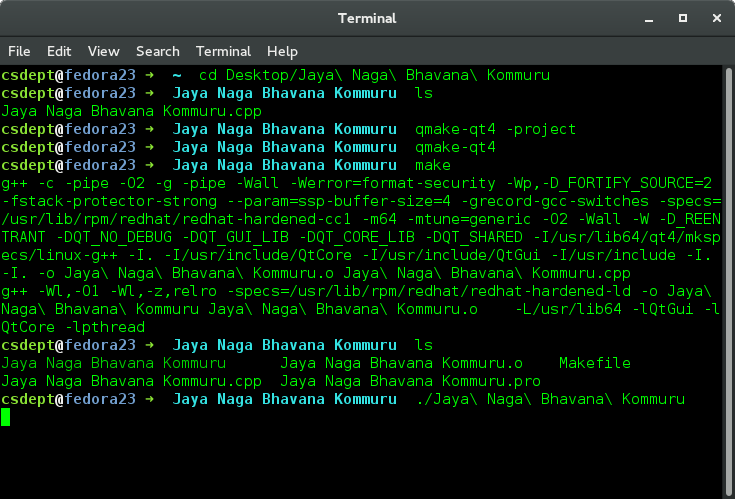 Terminal
File Edit View Search Terminal Help
csdept@fedora23 ➜  ~  cd Desktop/Jaya\ Naga\ Bhavana\ Kommuru
csdept@fedora23 ➜  Jaya Naga Bhavana Kommuru  ls
Jaya Naga Bhavana Kommuru.cpp
csdept@fedora23 ➜  Jaya Naga Bhavana Kommuru  qmake-qt4 -project
csdept@fedora23 ➜  Jaya Naga Bhavana Kommuru  qmake-qt4
csdept@fedora23 ➜  Jaya Naga Bhavana Kommuru  make
g++ -c -pipe -O2 -g -pipe -Wall -Werror=format-security -Wp,-D_FORTIFY_SOURCE=2
-fstack-protector-strong --param=ssp-buffer-size=4 -grecord-gcc-switches -specs=
/usr/lib/rpm/redhat/redhat-hardened-cc1 -m64 -mtune=generic -O2 -Wall -W -D_REEN
TRANT -DQT_NO_DEBUG -DQT_GUI_LIB -DQT_CORE_LIB -DQT_SHARED -I/usr/lib64/qt4/mksp
ecs/linux-g++ -I. -I/usr/include/QtCore -I/usr/include/QtGui -I/usr/include -I.
-I. -o Jaya\ Naga\ Bhavana\ Kommuru.o Jaya\ Naga\ Bhavana\ Kommuru.cpp
g++ -Wl,-O1 -Wl,-z,relro -specs=/usr/lib/rpm/redhat/redhat-hardened-ld -o Jaya\
Naga\ Bhavana\ Kommuru Jaya\ Naga\ Bhavana\ Kommuru.o    -L/usr/lib64 -lQtGui -l
QtCore -lpthread
csdept@fedora23 ➜  Jaya Naga Bhavana Kommuru  ls
Jaya Naga Bhavana Kommuru      Jaya Naga Bhavana Kommuru.o    Makefile
Jaya Naga Bhavana Kommuru.cpp  Jaya Naga Bhavana Kommuru.pro
csdept@fedora23 ➜  Jaya Naga Bhavana Kommuru  ./Jaya\ Naga\ Bhavana\ Kommuru